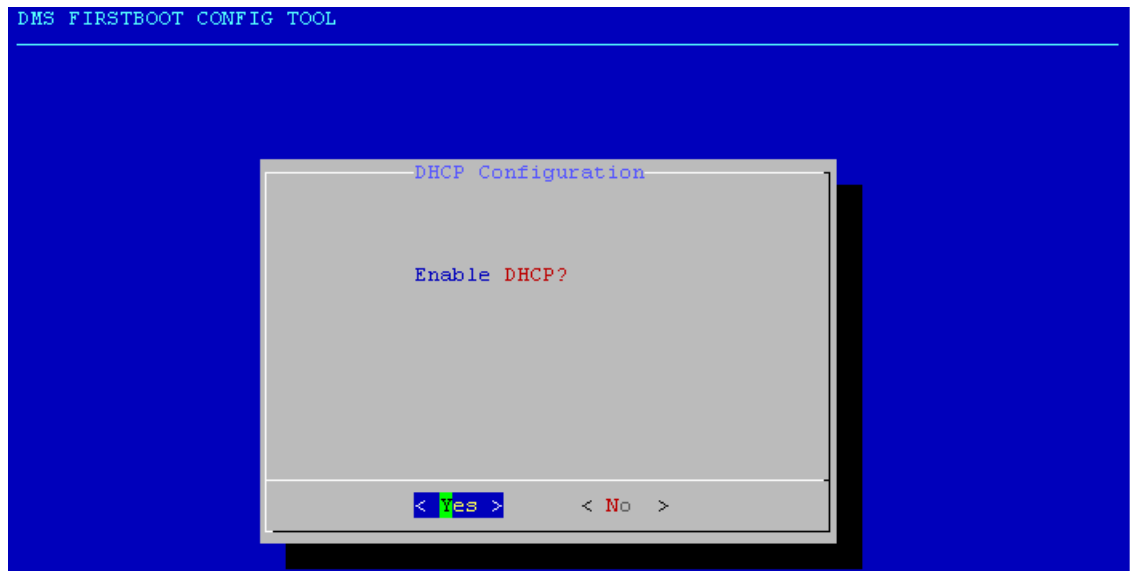 DMS FIRSTBOOT CONFIG TOOL
DHCP Configuration
Enable DHCP?
< Yes > < No >